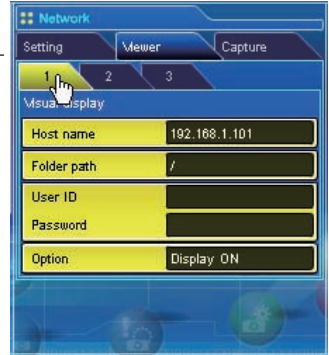 Network
Setting Viewer Capture
1 2 3
Visual display
Host name 192.168.1.101
Folder path /
User ID
Password
Option Display ON